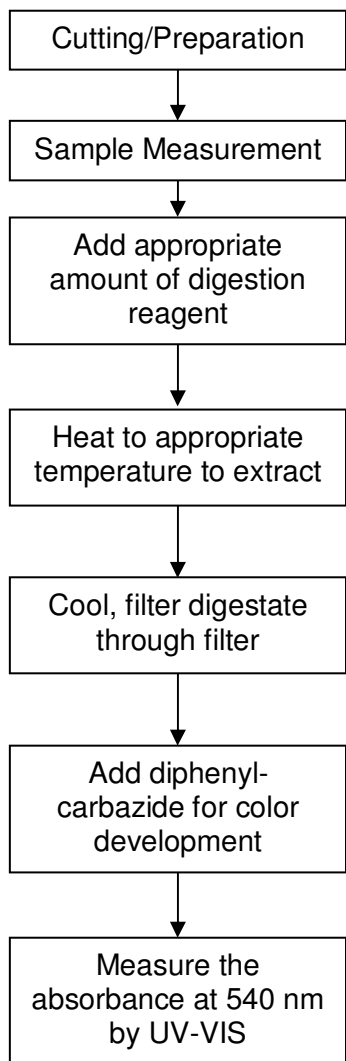 Cutting/Preparation
Sample Measurement
Add appropriate
amount of digestion
reagent
Heat to appropriate
temperature to extract
Cool, filter digestate
through filter
Add diphenyl-
carbazide for color
development
Measure the
absorbance at 540 nm
by UV-VIS